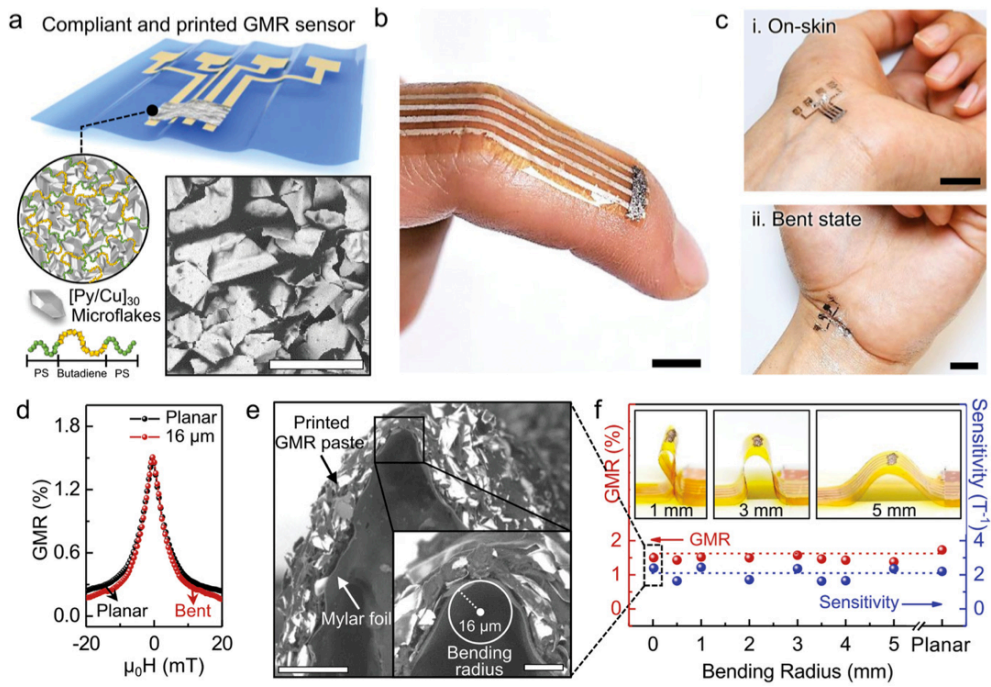 a
Compliant and printed GMR sensor
[Py/Cu]30
Microflakes
PS
Butadiene
PS
b
c
i. On-skin
ii. Bent state
d
Planar
16 μm
GMR (%)
1.8
1.2
0.6
0.0
Planar
Bent
-20
0
20
μ0H (mT)
e
Printed
GMR paste
Mylar foil
16 μm
Bending
radius
f
GMR (%)
Sensitivity (T-1)
1 mm
3 mm
5 mm
GMR
Sensitivity
2
1
0
4
2
0
0
1
2
3
4
5
Planar
Bending Radius (mm)